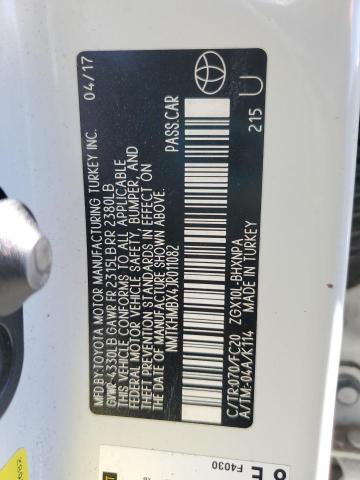 MFD BY:TOYOTA MOTOR MANUFACTURING TURKEY INC. 04/17
GVWR 4330LB GAWR FR 2315LB RR 2380LB
THIS VEHICLE CONFORMS TO ALL APPLICABLE
FEDERAL MOTOR VEHICLE SAFETY, BUMPER, AND
THEFT PREVENTION STANDARDS IN EFFECT ON
THE DATE OF MANUFACTURE SHOWN ABOVE.
NMTKHMBX4JR011082 PASS.CAR
C/TR:070/FC20 ZGX10L-BHXNPA
A/TM:-04A/K114
Made in TURKEY
215 U
F4030